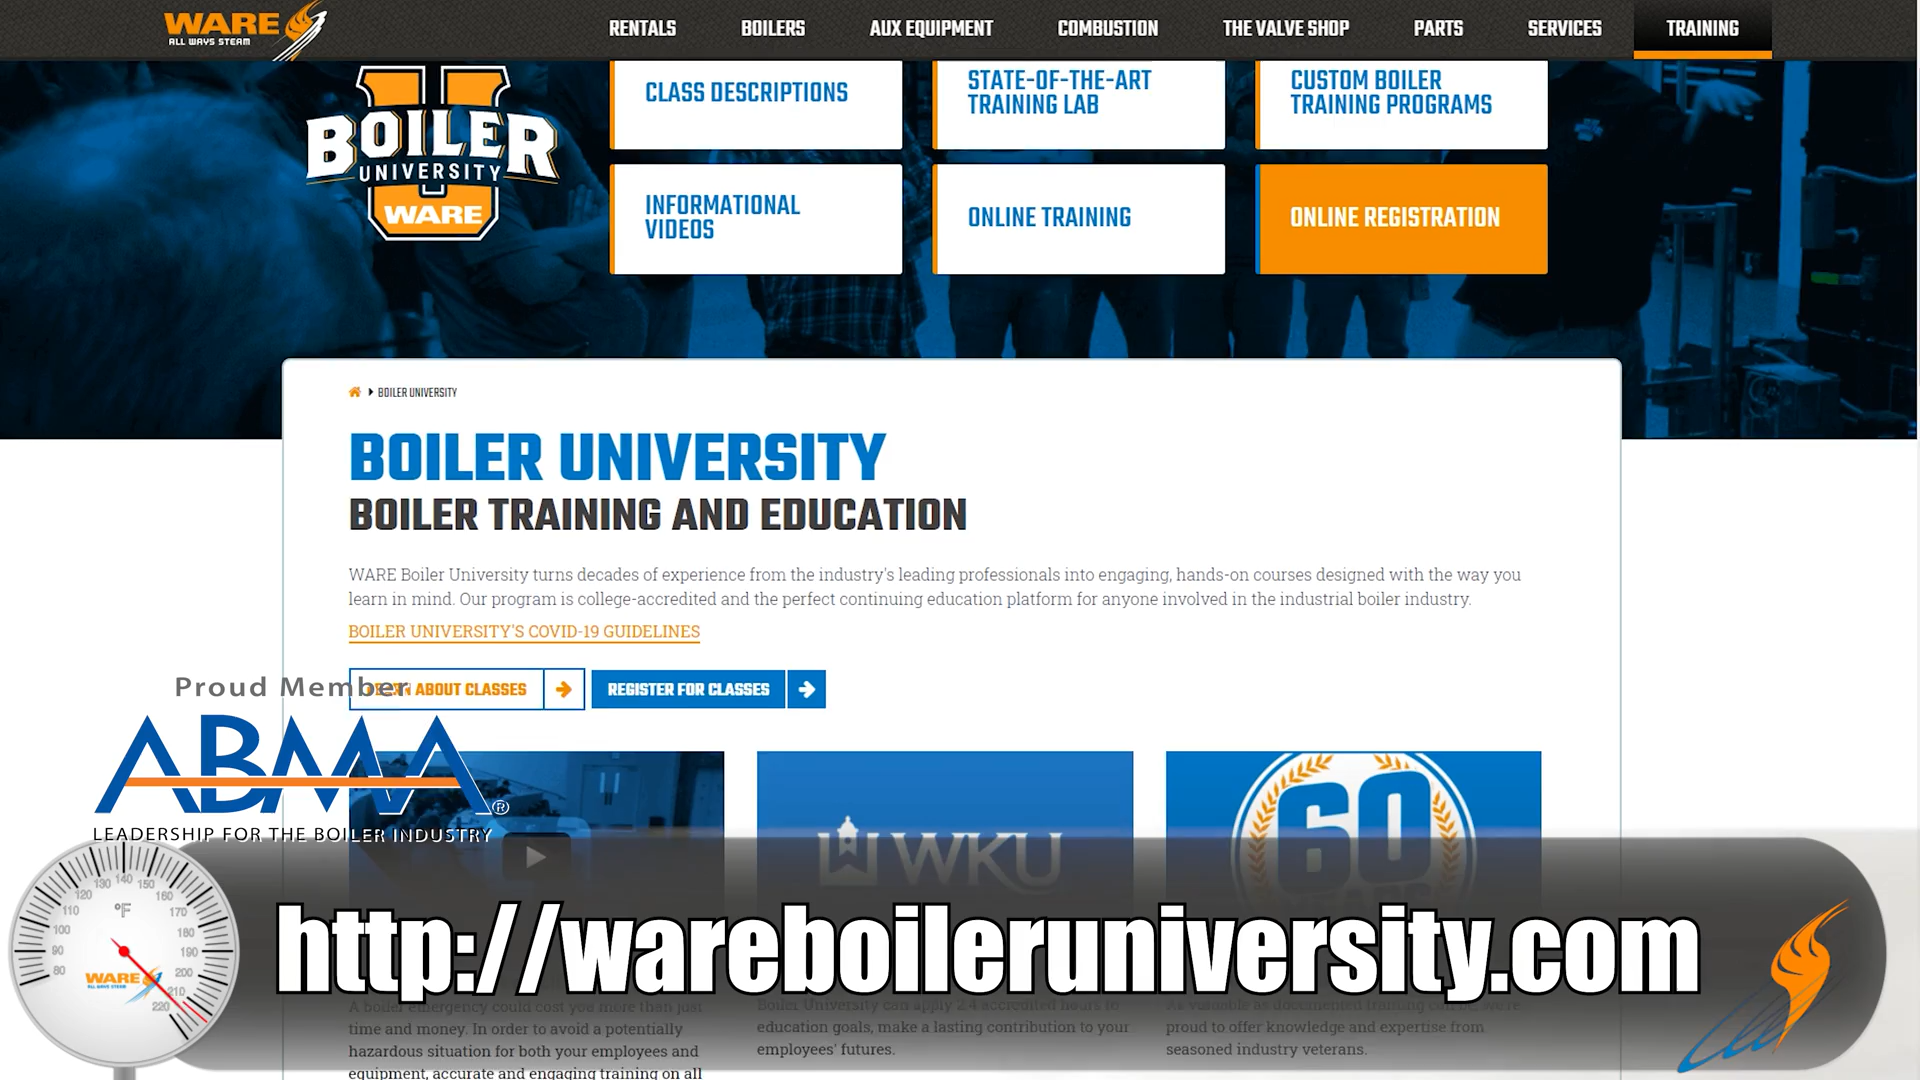 WARE
ALL WAYS STEAM
RENTALS
BOILERS
AUX EQUIPMENT
COMBUSTION
THE VALVE SHOP
PARTS
SERVICES
TRAINING
U
BOILER
UNIVERSITY
WARE
CLASS DESCRIPTIONS
STATE-OF-THE-ART
TRAINING LAB
CUSTOM BOILER
TRAINING PROGRAMS
INFORMATIONAL
VIDEOS
ONLINE TRAINING
ONLINE REGISTRATION
BOILER UNIVERSITY
BOILER UNIVERSITY
BOILER TRAINING AND EDUCATION
WARE Boiler University turns decades of experience from the industry's leading professionals into engaging, hands-on courses designed with the way you
learn in mind. Our program is college-accredited and the perfect continuing education platform for anyone involved in the industrial boiler industry.
BOILER UNIVERSITY'S COVID-19 GUIDELINES
ABOUT CLASSES
REGISTER FOR CLASSES
Proud Member
ABMA®
LEADERSHIP FOR THE BOILER INDUSTRY
WKU
60
http://wareboileruniversity.com
80 90 100 110 120 130 140 150 160 170 180 190 200 210 220
°F
WARE
ALL WAYS STEAM
A boiler emergency could cost you more than just
time and money. In order to avoid a potentially
hazardous situation for both your employees and
equipment, accurate and engaging training on all
Boiler University can apply 2.4 accredited hours to
education goals, make a lasting contribution to your
employees' futures.
As valuable as documented training can be, we're
proud to offer knowledge and expertise from
seasoned industry veterans.